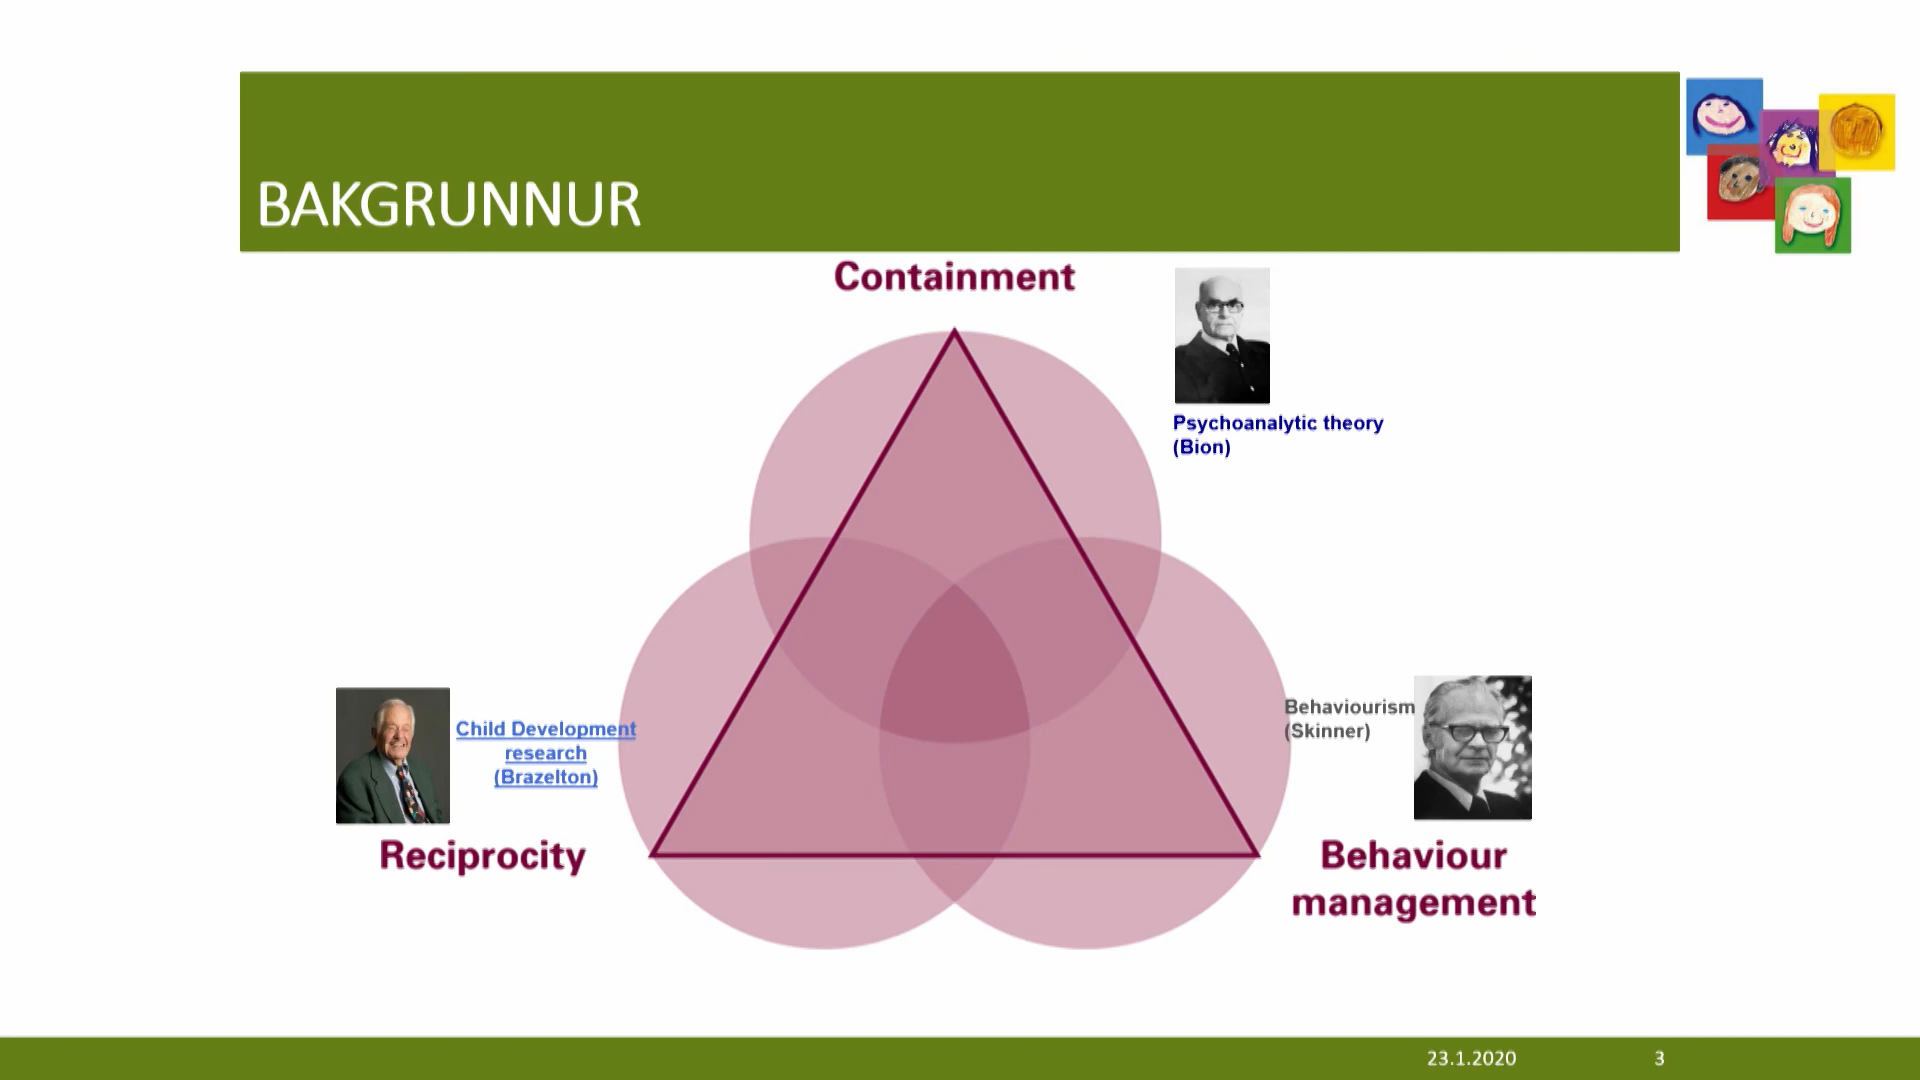 BAKGRUNNUR
Containment
Psychoanalytic theory
(Bion)
Child Development
research
(Brazelton)
Reciprocity
Behaviourism
(Skinner)
Behaviour
management
23.1.2020
3